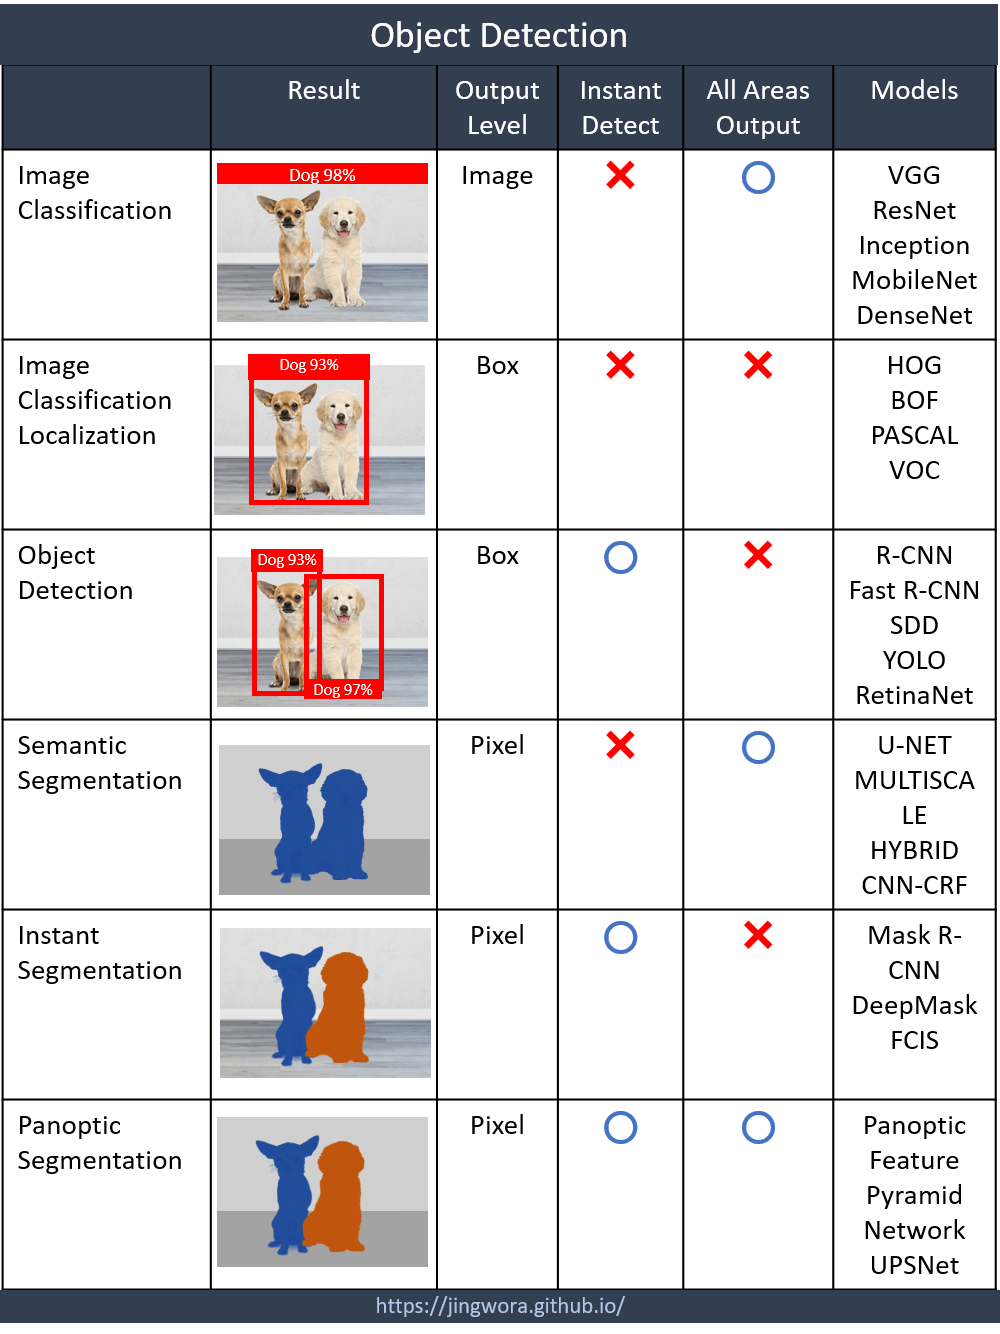 Object Detection
Result
Output
Level
Instant
Detect
All Areas
Output
Models
Image
Classification
Dog 98%
Image
VGG
ResNet
Inception
MobileNet
DenseNet
Image
Classification
Localization
Dog 93%
Box
HOG
BOF
PASCAL
VOC
Object
Detection
Dog 93%
Dog 97%
Box
R-CNN
Fast R-CNN
SDD
YOLO
RetinaNet
Semantic
Segmentation
Pixel
U-NET
MULTISCA
LE
HYBRID
CNN-CRF
Instant
Segmentation
Pixel
Mask R-
CNN
DeepMask
FCIS
Panoptic
Segmentation
Pixel
Panoptic
Feature
Pyramid
Network
UPSNet
https://jingwora.github.io/